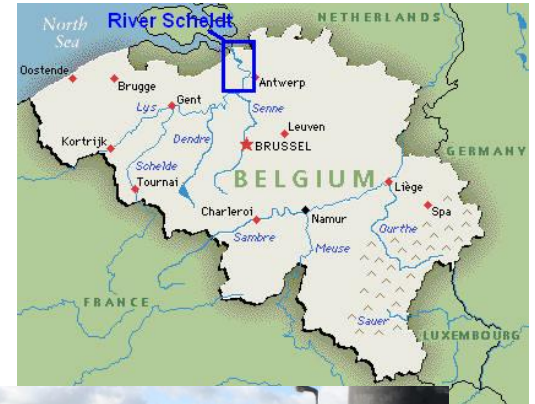 North
Sea
River Scheldt
NETHERLANDS
Oostende
Brugge
Antwerp
Gent
Lys
Senne
Leuven
Kortrijk
Dendre
BRUSSEL
Schelde
GERMANY
Tournai
BELGIUM
Liège
Charleroi
Namur
Spa
Ourthe
Sambre
Meuse
FRANCE
Sauer
LUXEMBOURG